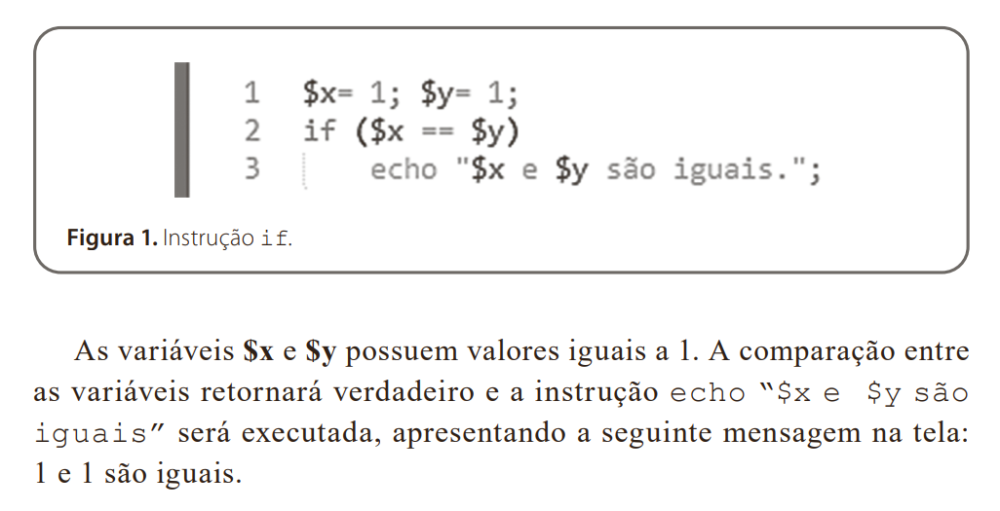 1 $x= 1; $y= 1;
2 if ($x == $y)
3 echo "$x e $y são iguais.";
Figura 1. Instrução if.
As variáveis $x e $y possuem valores iguais a 1. A comparação entre
as variáveis retornará verdadeiro e a instrução echo “$x e $y são
iguais” será executada, apresentando a seguinte mensagem na tela:
1 e 1 são iguais.